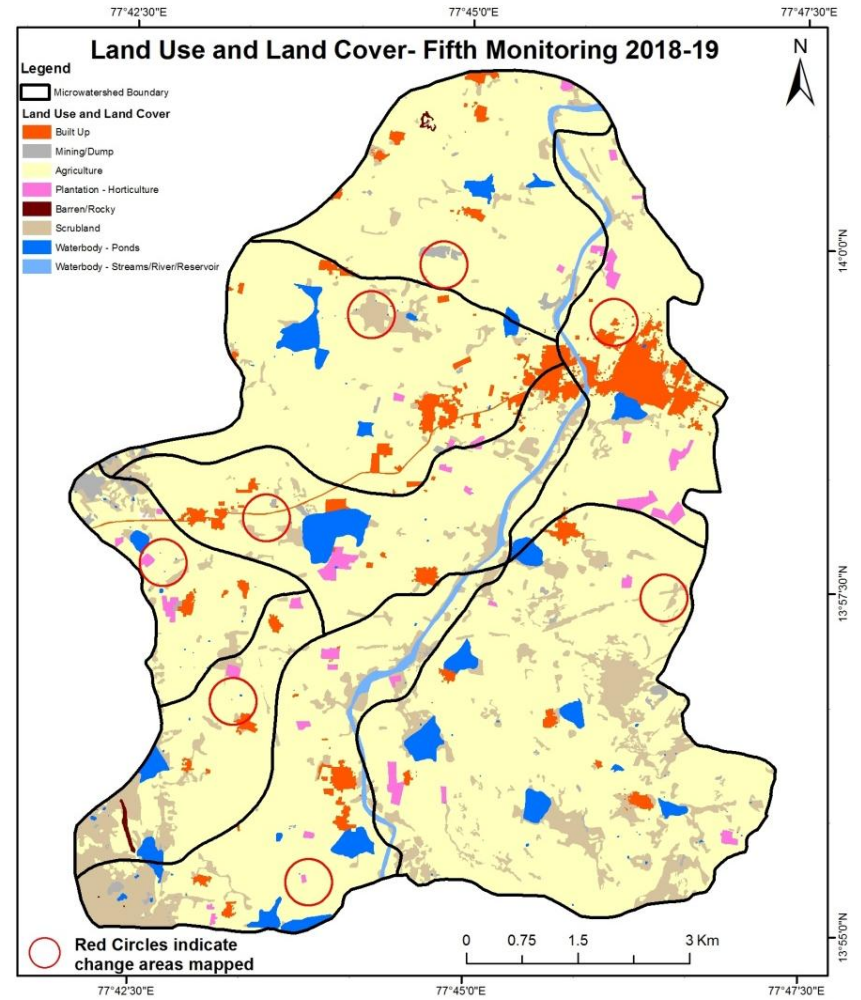 77°42'30"E 77°45'0"E 77°47'30"E
Land Use and Land Cover- Fifth Monitoring 2018-19
N
Legend
Microwatershed Boundary
Land Use and Land Cover
Built Up
Mining/Dump
Agriculture
Plantation - Horticulture
Barren/Rocky
Scrubland
Waterbody - Ponds
Waterbody - Streams/River/Reservoir
14°0'0"N
13°57'30"N
13°55'0"N
Red Circles indicate
change areas mapped
0 0.75 1.5 3 Km
77°42'30"E 77°45'0"E 77°47'30"E